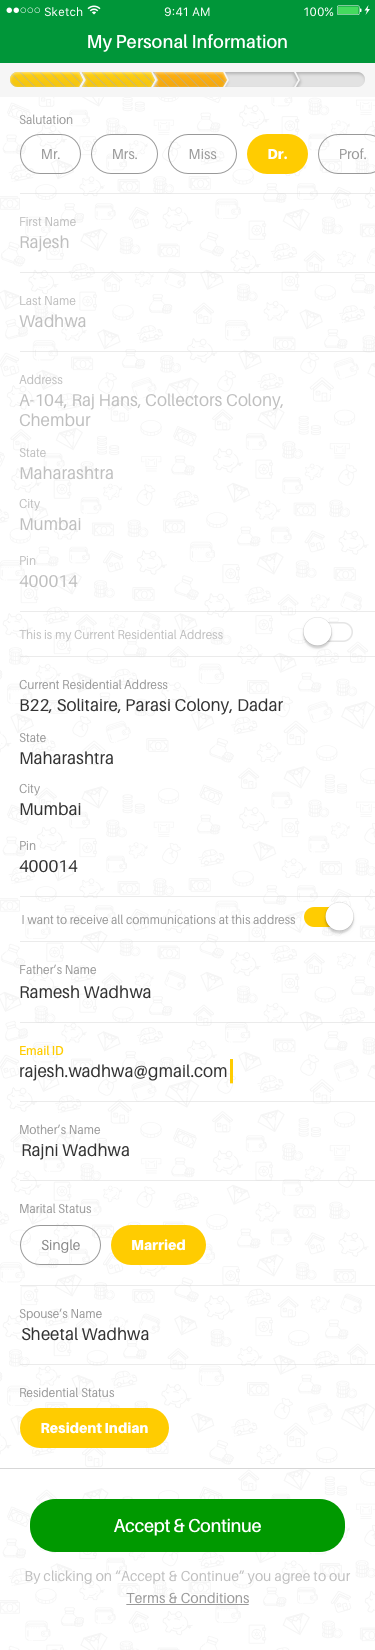 Sketch 9:41 AM 100%
My Personal Information
Salutation
Mr. Mrs. Miss Dr. Prof.
First Name
Rajesh
Last Name
Wadhwa
Address
A-104, Raj Hans, Collectors Colony,
Chembur
State
Maharashtra
City
Mumbai
Pin
400014
This is my Current Residential Address
Current Residential Address
B22, Solitaire, Parasi Colony, Dadar
State
Maharashtra
City
Mumbai
Pin
400014
I want to receive all communications at this address
Father's Name
Ramesh Wadhwa
Email ID
rajesh.wadhwa@gmail.com
Mother's Name
Rajni Wadhwa
Marital Status
Single Married
Spouse's Name
Sheetal Wadhwa
Residential Status
Resident Indian
Accept & Continue
By clicking on “Accept & Continue” you agree to our
Terms & Conditions